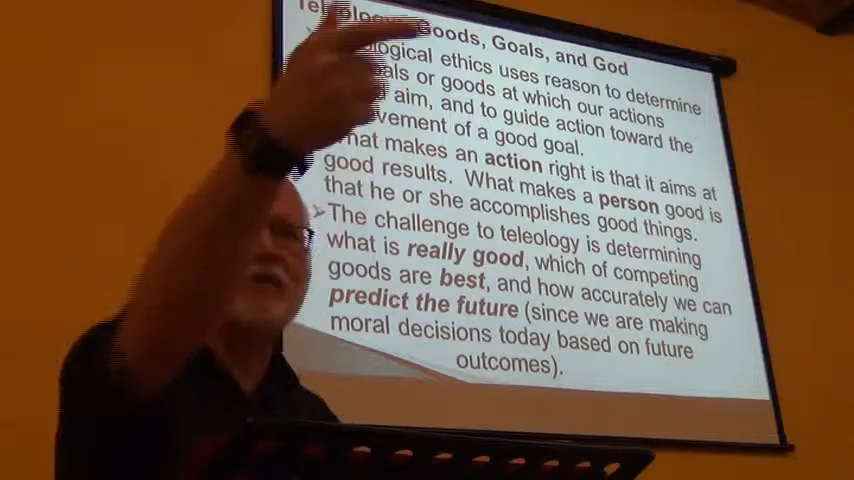 Goods, Goals, and God
ological ethics uses reason to determine
als or goods at which our actions
aim, and to guide action toward the
vement of a good goal.
hat makes an action right is that it aims at
good results. What makes a person good is
that he or she accomplishes good things.
➢ The challenge to teleology is determining
what is really good, which of competing
goods are best, and how accurately we can
predict the future (since we are making
moral decisions today based on future
outcomes).